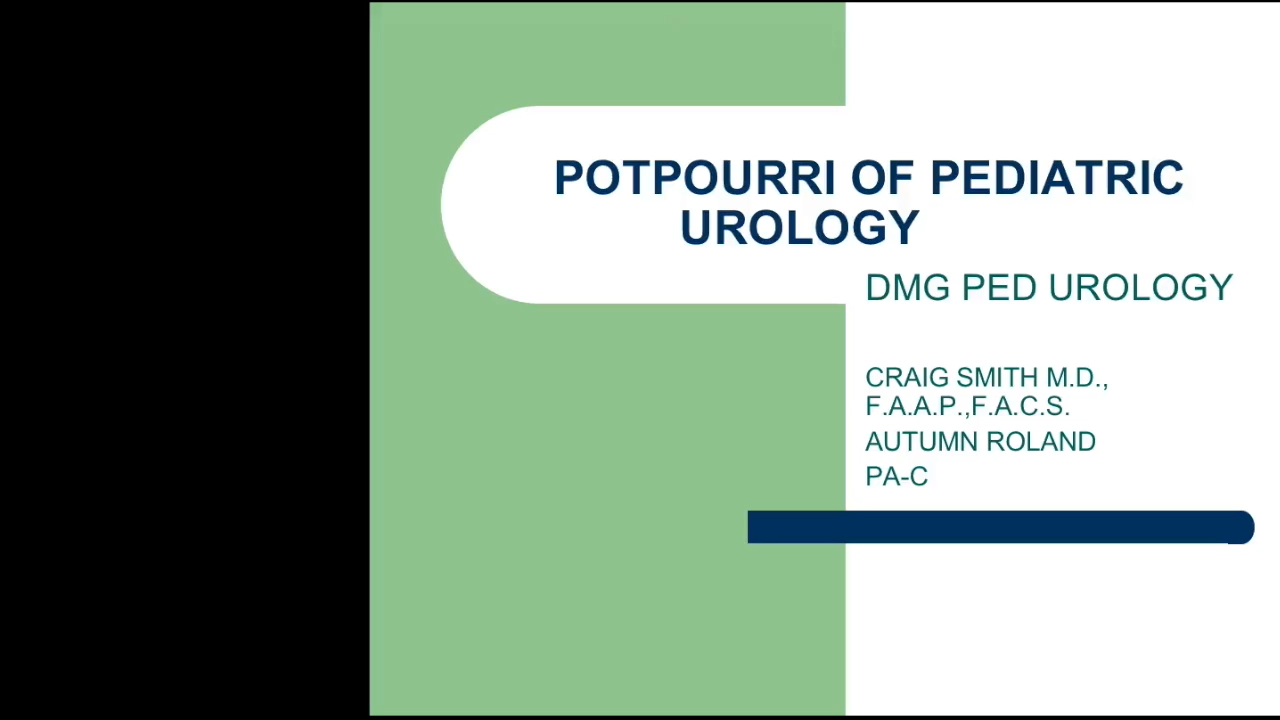 POTPOURRI OF PEDIATRIC
UROLOGY
DMG PED UROLOGY
CRAIG SMITH M.D.,
F.A.A.P.,F.A.C.S.
AUTUMN ROLAND
PA-C